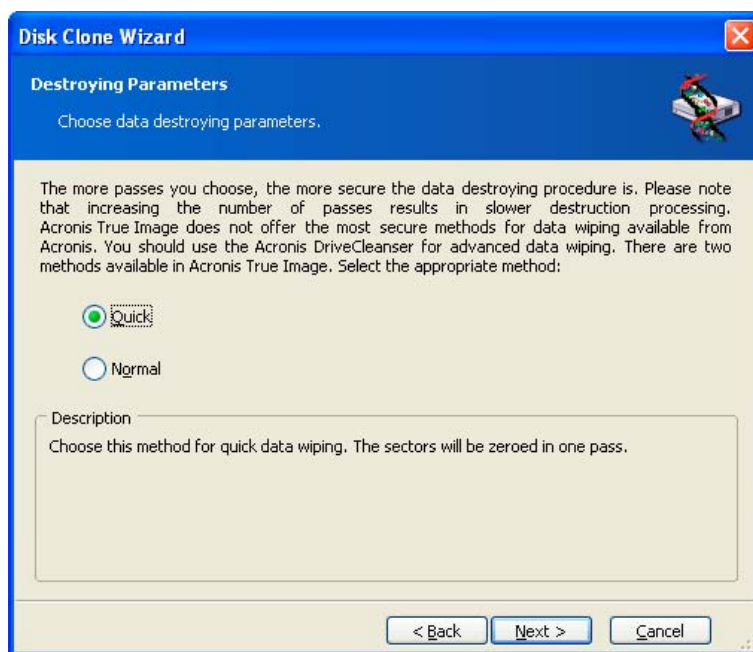 Disk Clone Wizard
Destroying Parameters
Choose data destroying parameters.
The more passes you choose, the more secure the data destroying procedure is. Please note
that increasing the number of passes results in slower destruction processing.
Acronis True Image does not offer the most secure methods for data wiping available from
Acronis. You should use the Acronis DriveCleanser for advanced data wiping. There are two
methods available in Acronis True Image. Select the appropriate method:
Quick
Normal
Description
Choose this method for quick data wiping. The sectors will be zeroed in one pass.
< Back Next > Cancel